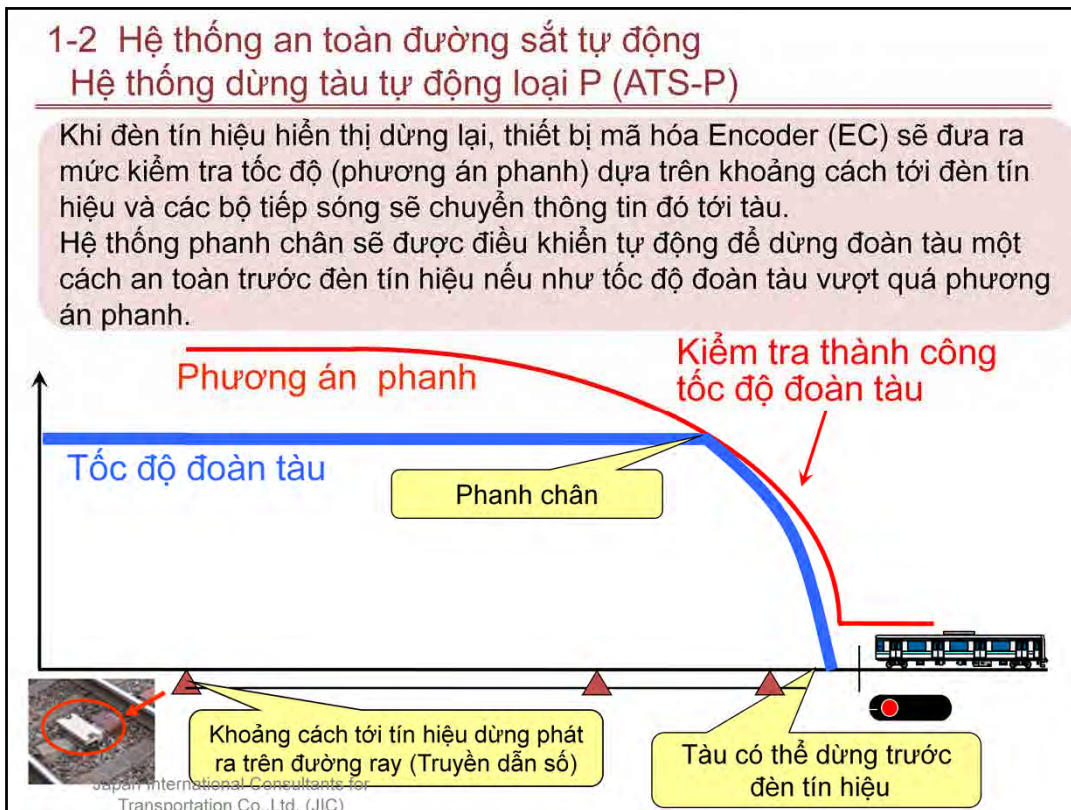 1-2 Hệ thống an toàn đường sắt tự động
Hệ thống dừng tàu tự động loại P (ATS-P)
Khi đèn tín hiệu hiển thị dừng lại, thiết bị mã hóa Encoder (EC) sẽ đưa ra
mức kiểm tra tốc độ (phương án phanh) dựa trên khoảng cách tới đèn tín
hiệu và các bộ tiếp sóng sẽ chuyển thông tin đó tới tàu.
Hệ thống phanh chân sẽ được điều khiển tự động để dừng đoàn tàu một
cách an toàn trước đèn tín hiệu nếu như tốc độ đoàn tàu vượt quá phương
án phanh.
Kiểm tra thành công
tốc độ đoàn tàu
Phương án phanh
Tốc độ đoàn tàu
Phanh chân
Khoảng cách tới tín hiệu dừng phát
ra trên đường ray (Truyền dẫn số)
Tàu có thể dừng trước
đèn tín hiệu
Japan International Consultants for
Transportation Co.,Ltd. (JIC)